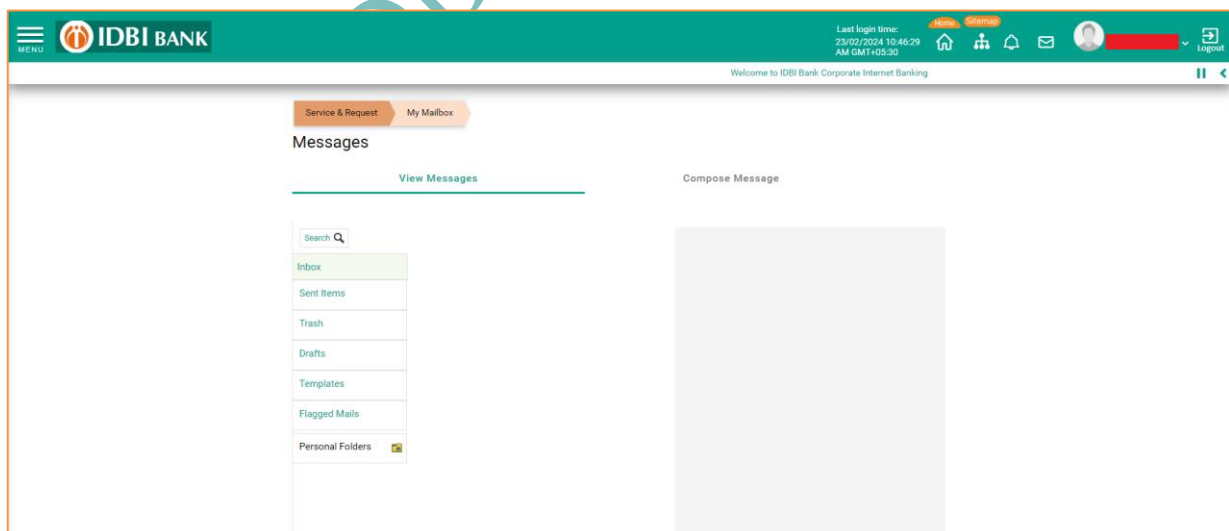 MENU
IDBI BANK
Last login time:
23/02/2024 10:46:29
AM GMT+05:30
Home
Sitemap
Logout
Welcome to IDBI Bank Corporate Internet Banking
Service & Request
My Mailbox
Messages
View Messages
Compose Message
Search
Inbox
Sent Items
Trash
Drafts
Templates
Flagged Mails
Personal Folders